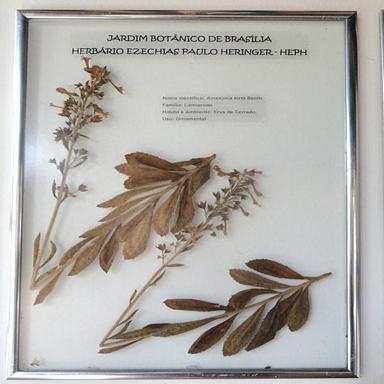 JARDIM BOTÂNICO DE BRASÍLIA
HERBÁRIO EZECHIAS PAULO HERINGER - HEPH
Nome científico: Amasonia hirta Benth.
Família: Lamiaceae
Hábito e Ambiente: Erva de Cerrado.
Uso: Ornamental